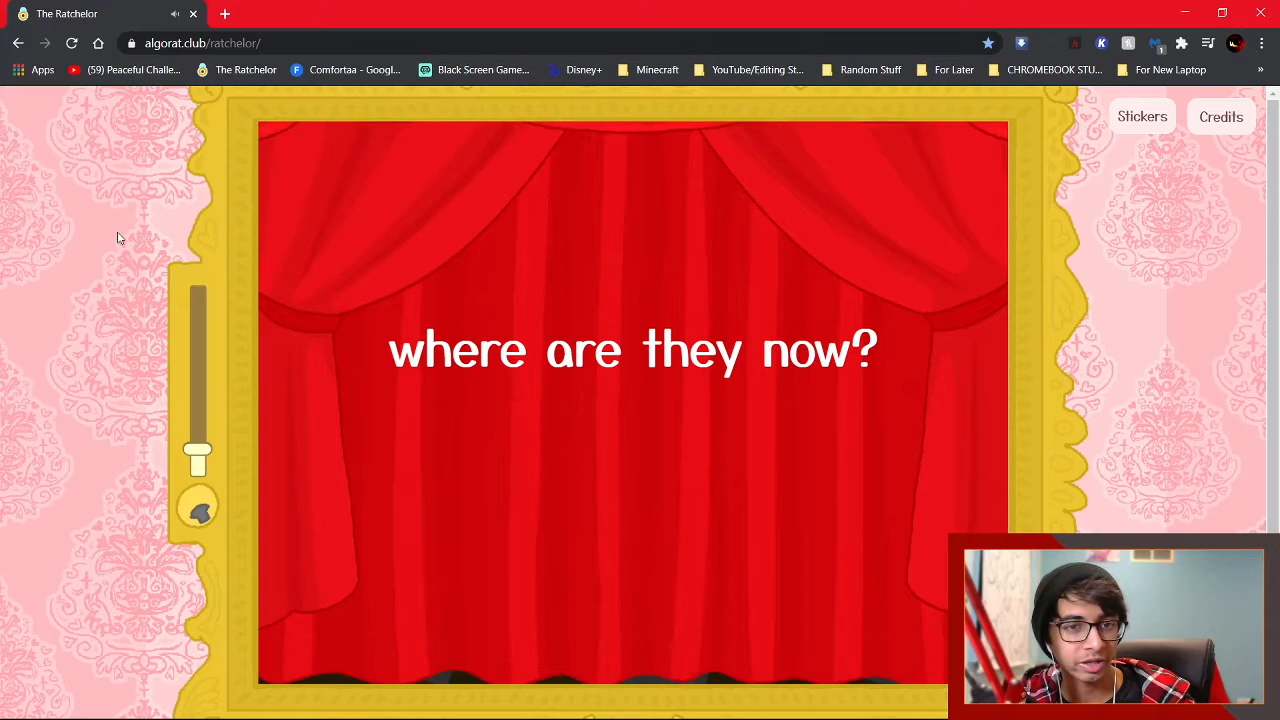 The Ratchelor
algorat.club/ratchelor/
Apps
(59) Peaceful Challe...
The Ratchelor
Comfortaa - Googl...
Black Screen Game...
Disney+
Minecraft
YouTube/Editing St...
Random Stuff
For Later
CHROMEBOOK STU...
For New Laptop
Stickers
Credits
where are they now?